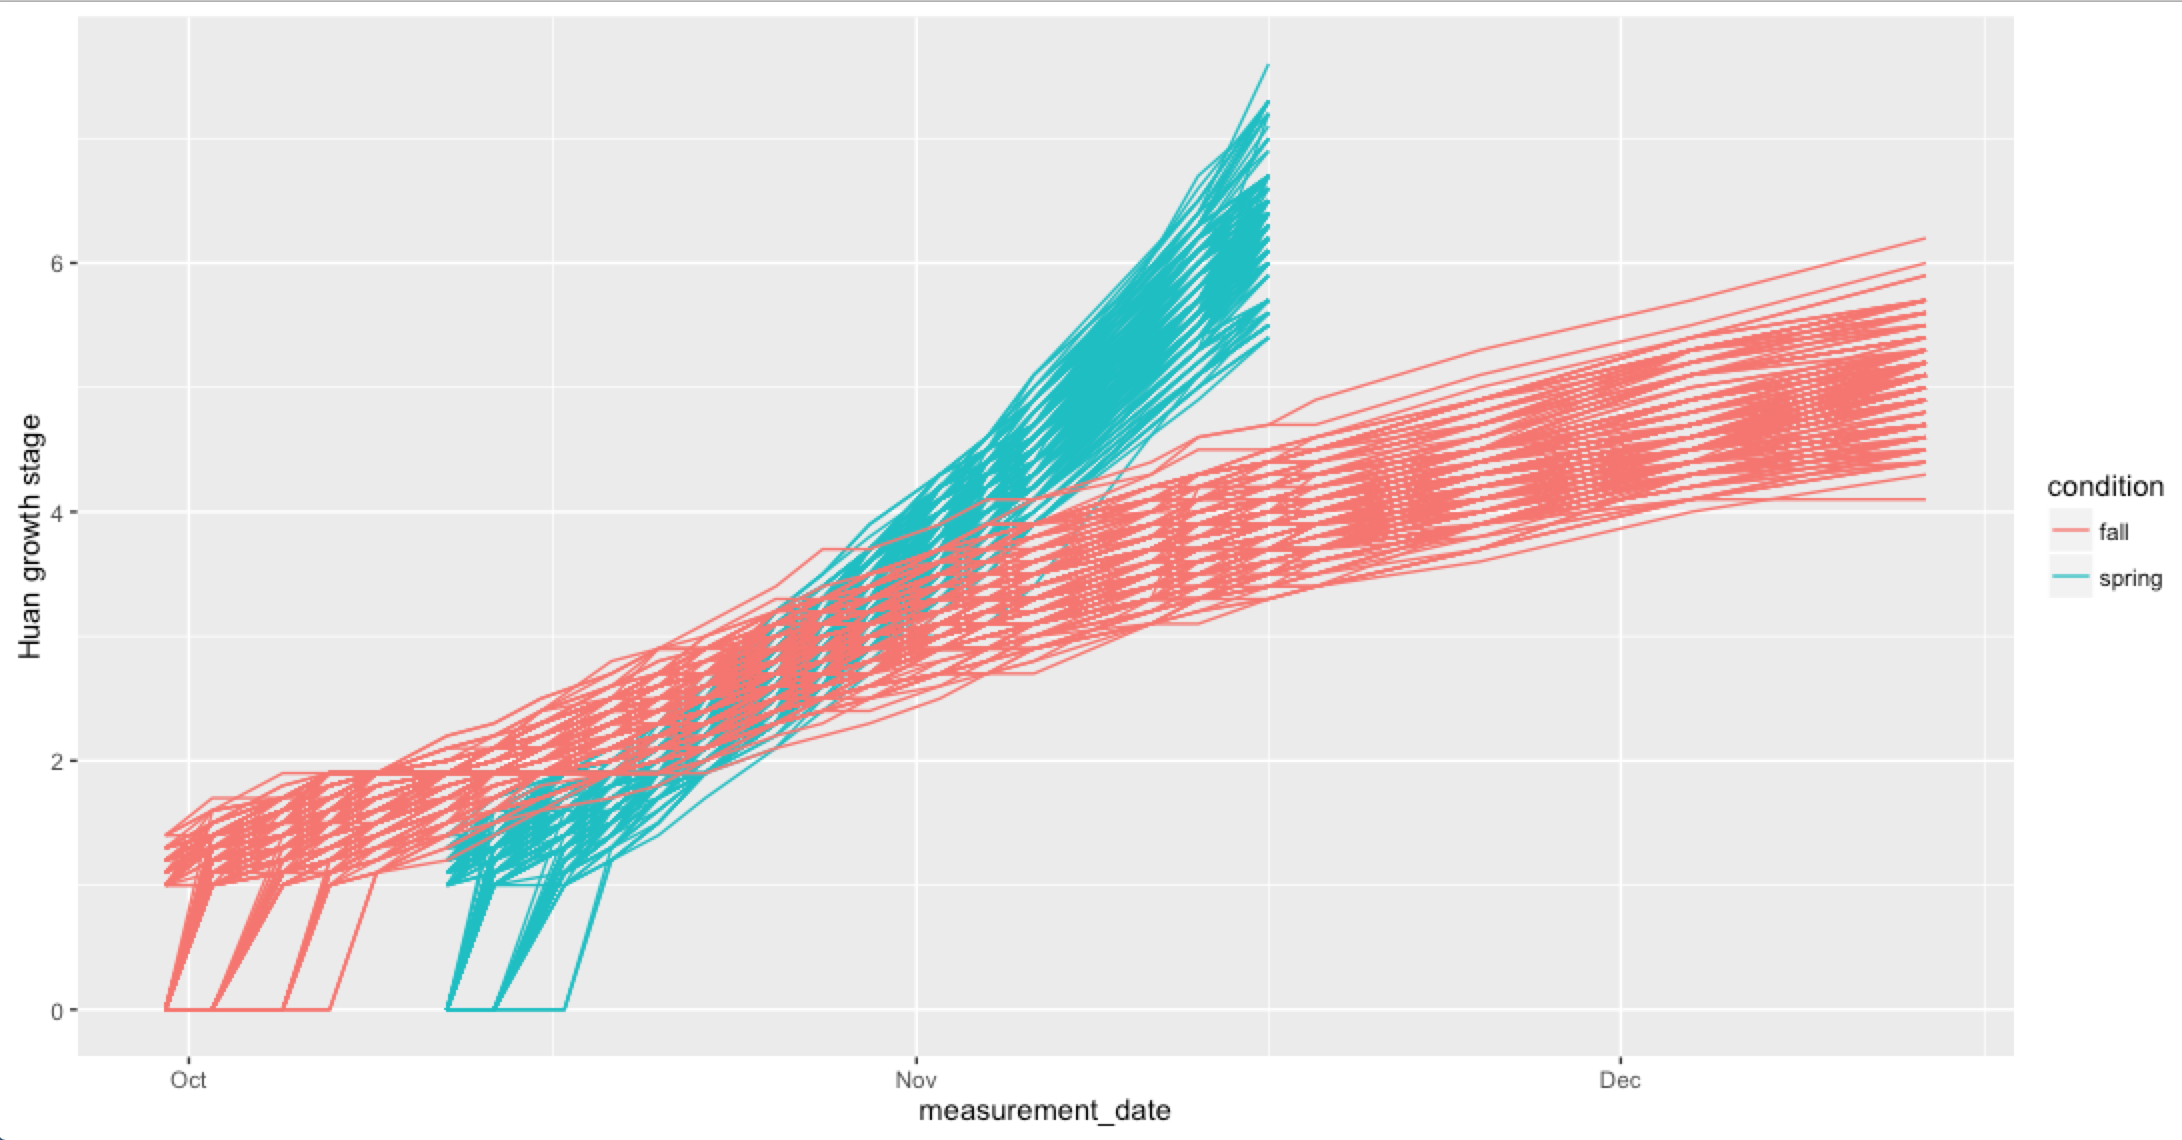 Huan growth stage
6
4
2
0
Oct
Nov
Dec
measurement_date
condition
fall
spring